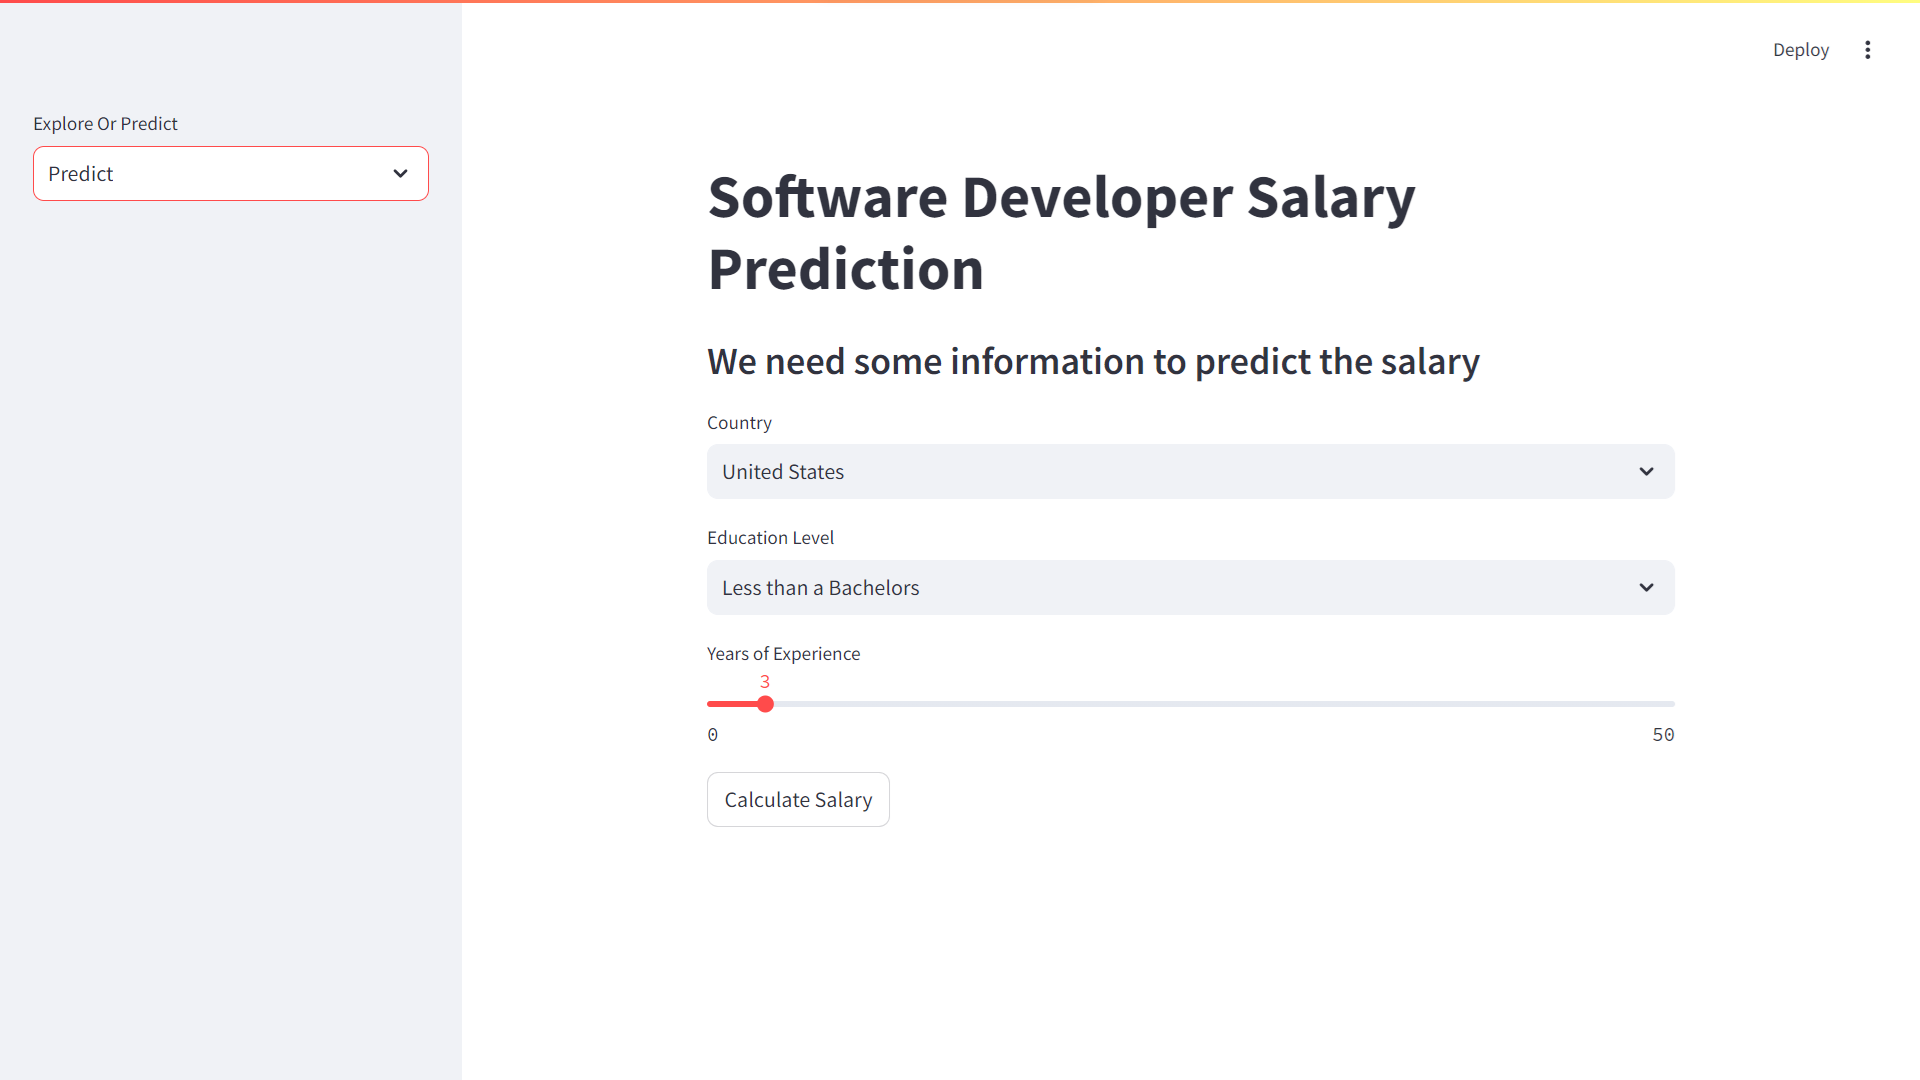 Deploy
Explore Or Predict
Predict
Software Developer Salary
Prediction
We need some information to predict the salary
Country
United States
Education Level
Less than a Bachelors
Years of Experience
3
0 50
Calculate Salary